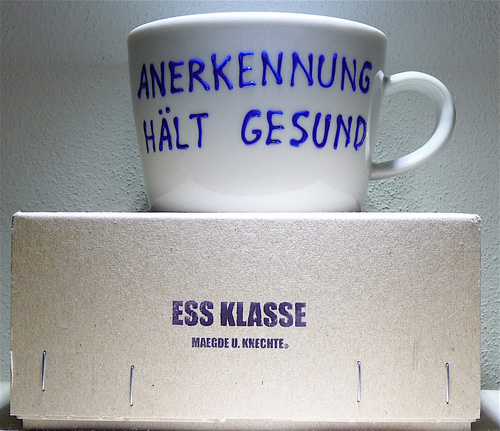 ANERKENNUNG
HÄLT GESUND
ESS KLASSE
MAEGDE U. KNECHTE®